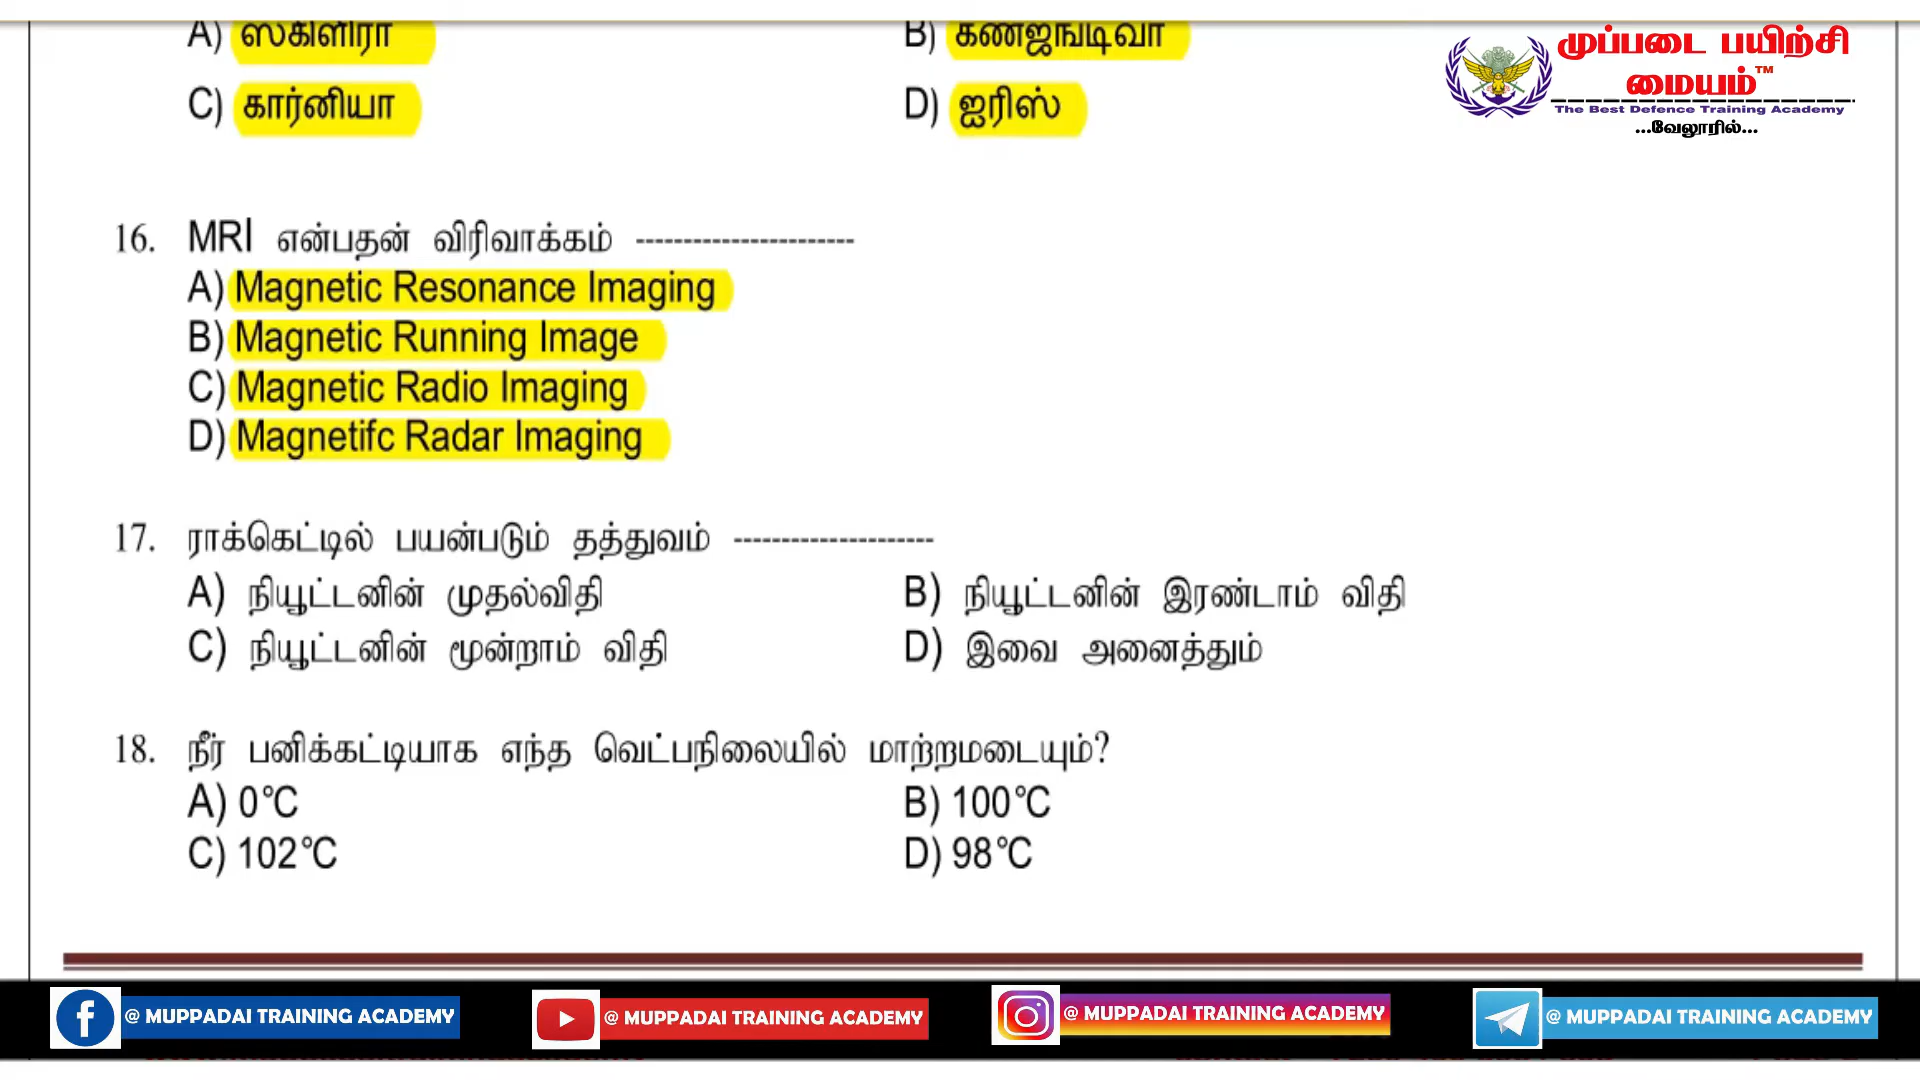 A) ஸ்கிளிரா B) கண்ஜங்டிவா
C) கார்னியா D) ஐரிஸ்
முப்படை பயிற்சி
மையம்™
The Best Defence Training Academy
...வேலூரில்...
16. MRI என்பதன் விரிவாக்கம் -----------------------
A) Magnetic Resonance Imaging
B) Magnetic Running Image
C) Magnetic Radio Imaging
D) Magnetifc Radar Imaging
17. ராக்கெட்டில் பயன்படும் தத்துவம் ---------------------
A) நியூட்டனின் முதல்விதி B) நியூட்டனின் இரண்டாம் விதி
C) நியூட்டனின் மூன்றாம் விதி D) இவை அனைத்தும்
18. நீர் பனிக்கட்டியாக எந்த வெட்பநிலையில் மாற்றமடையும்?
A) 0°C B) 100°C
C) 102°C D) 98°C
@ MUPPADAI TRAINING ACADEMY @ MUPPADAI TRAINING ACADEMY @ MUPPADAI TRAINING ACADEMY @ MUPPADAI TRAINING ACADEMY